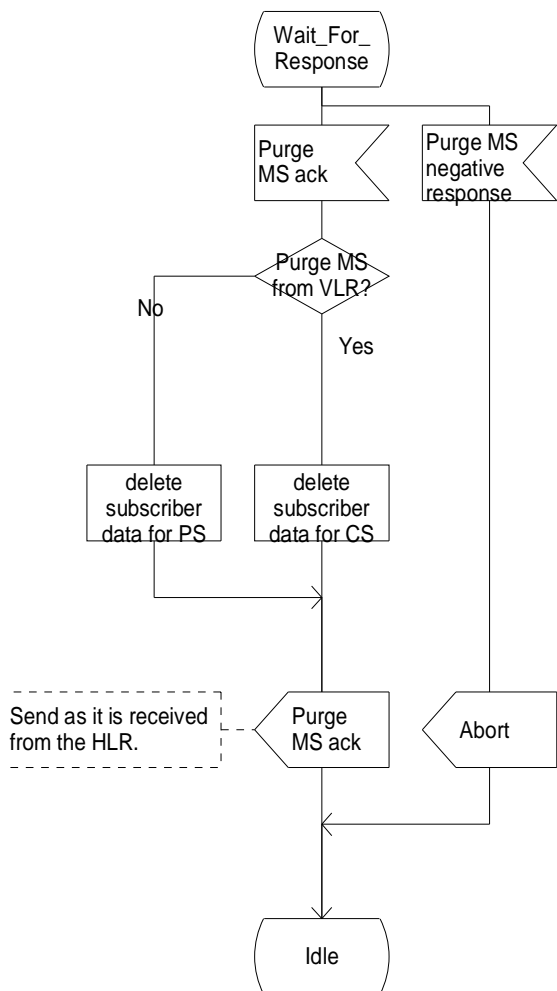 Wait_For_
Response
Purge
MS ack
Purge MS
negative
response
Purge MS
from VLR?
No
Yes
delete
subscriber
data for PS
delete
subscriber
data for CS
Send as it is received
from the HLR.
Purge
MS ack
Abort
Idle